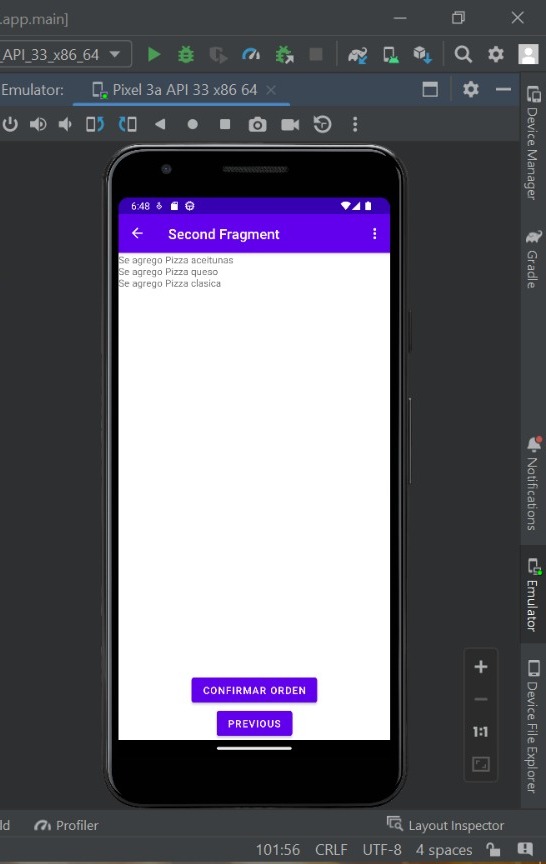 .app.main]
_API_33_x86_64
Emulator:
Pixel 3a API 33 x86 64
Device Manager
Gradle
6:48
Second Fragment
Se agrego Pizza aceitunas
Se agrego Pizza queso
Se agrego Pizza clasica
Notifications
Emulator
CONFIRMAR ORDEN
PREVIOUS
1:1
Device File Explorer
ld
Profiler
Layout Inspector
101:56
CRLF
UTF-8
4 spaces